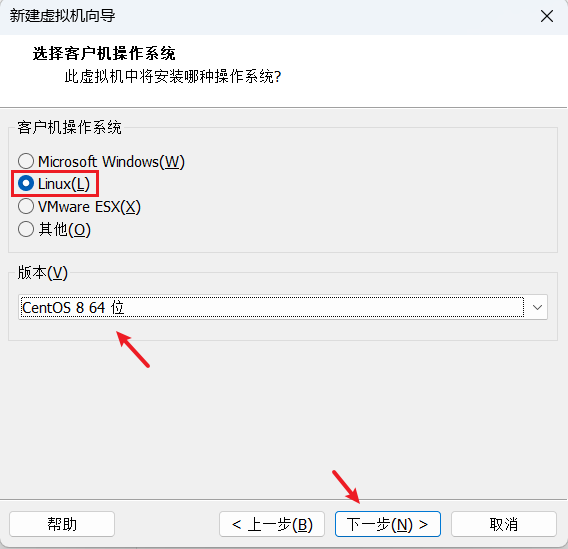 新建虚拟机向导
选择客户机操作系统
此虚拟机中将安装哪种操作系统?
客户机操作系统
Microsoft Windows(W)
Linux(L)
VMware ESX(X)
其他(O)
版本(V)
CentOS 8 64 位
帮助
< 上一步(B)
下一步(N) >
取消